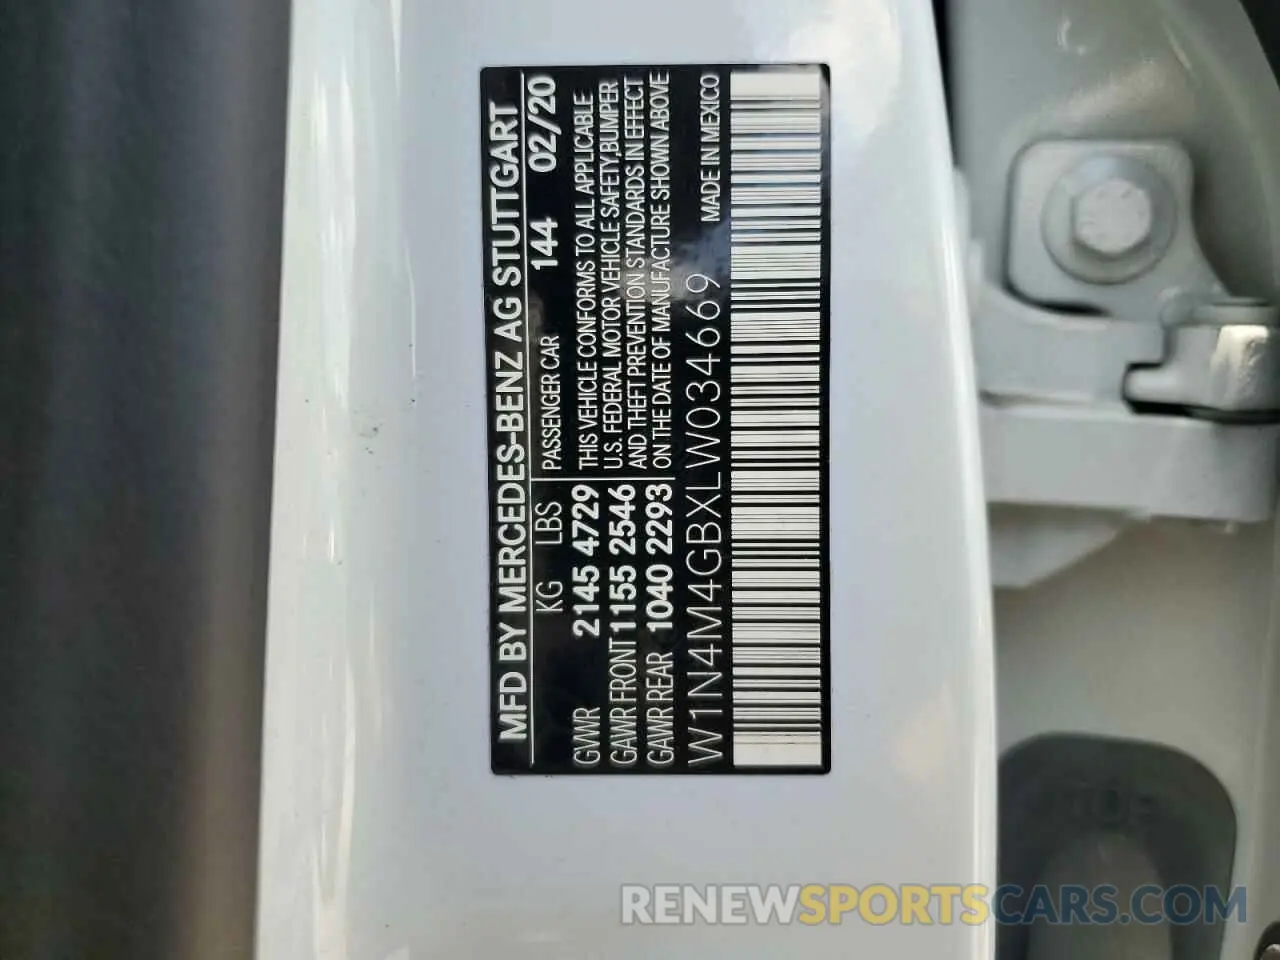 MFD BY MERCEDES-BENZ AG STUTTGART
KG LBS PASSENGER CAR 144 02/20
GVWR 2145 4729 THIS VEHICLE CONFORMS TO ALL APPLICABLE
GAWR FRONT 1155 2546 U.S. FEDERAL MOTOR VEHICLE SAFETY,BUMPER
GAWR REAR 1040 2293 AND THEFT PREVENTION STANDARDS IN EFFECT
ON THE DATE OF MANUFACTURE SHOWN ABOVE
W1N4M4GBXLW034669 MADE IN MEXICO
RENEWSPORTSCARS.COM